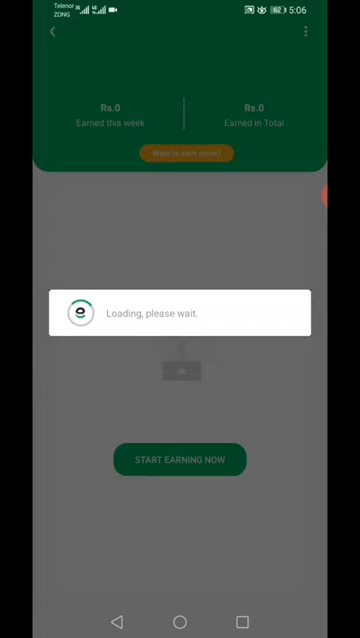 Telenor
ZONG
62
5:06
Rs.0
Rs.0
Earned this week
Earned in Total
Want to earn more?
Loading, please wait.
START EARNING NOW